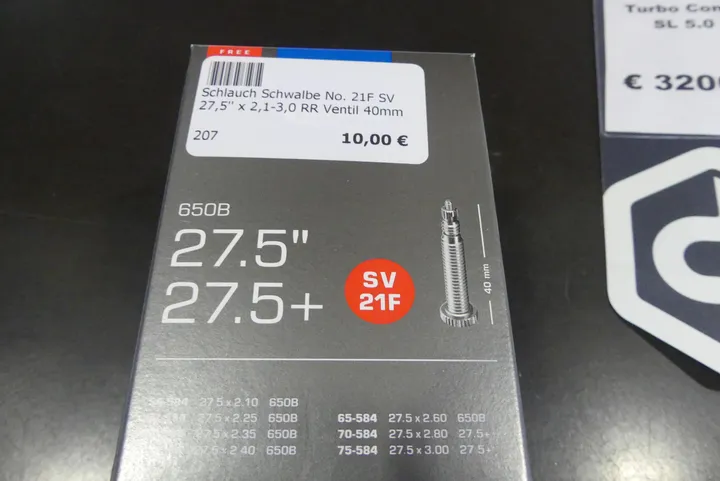 FREE
Schlauch Schwalbe No. 21F SV
27,5" x 2,1-3,0 RR Ventil 40mm
207 10,00 €
650B
27.5"
27.5+
SV
21F
40 mm
27.5 x 2.10 650B
27.5 x 2.25 650B
27.5 x 2.35 650B
27.5 x 2.40 650B
65-584 27.5 x 2.60 650B
70-584 27.5 x 2.80 27.5+
75-584 27.5 x 3.00 27.5+
Turbo
SL 5.0
€ 320